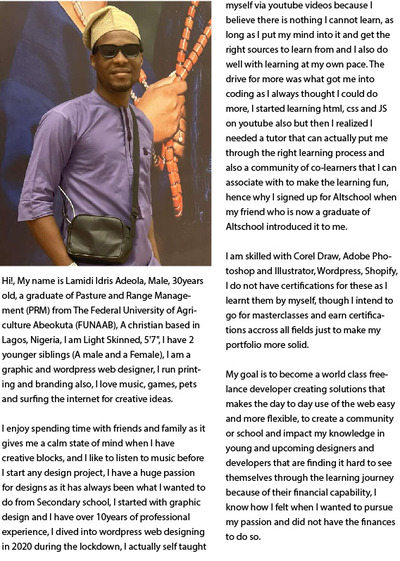 Hi!, My name is Lamidi Idris Adeola, Male, 30years
old, a graduate of Pasture and Range Manage-
ment (PRM) from The Federal University of Agri-
culture Abeokuta (FUNAAB), A christian based in
Lagos, Nigeria, I am Light Skinned, 5'7", I have 2
younger siblings (A male and a Female), I am a
graphic and wordpress web designer, I run print-
ing and branding also, I love music, games, pets
and surfing the internet for creative ideas.
I enjoy spending time with friends and family as it
gives me a calm state of mind when I have
creative blocks, and I like to listen to music before
I start any design project, I have a huge passion
for designs as it has always been what I wanted to
do from Secondary school, I started with graphic
design and I have over 10years of professional
experience, I dived into wordpress web designing
in 2020 during the lockdown, I actually self taught
myself via youtube videos because I
believe there is nothing I cannot learn, as
long as I put my mind into it and get the
right sources to learn from and I also do
well with learning at my own pace. The
drive for more was what got me into
coding as I always thought I could do
more, I started learning html, css and JS
on youtube also but then I realized I
needed a tutor that can actually put me
through the right learning process and
also a community of co-learners that I can
associate with to make the learning fun,
hence why I signed up for Altschool when
my friend who is now a graduate of
Altschool introduced it to me.
I am skilled with Corel Draw, Adobe Pho-
toshop and Illustrator, Wordpress, Shopify,
I do not have certifications for these as I
learnt them by myself, though I intend to
go for masterclasses and earn certifica-
tions accross all fields just to make my
portfolio more solid.
My goal is to become a world class free-
lance developer creating solutions that
makes the day to day use of the web easy
and more flexible, to create a community
or school and impact my knowledge in
young and upcoming designers and
developers that are finding it hard to see
themselves through the learning journey
because of their financial capability, I
know how I felt when I wanted to pursue
my passion and did not have the finances
to do so.